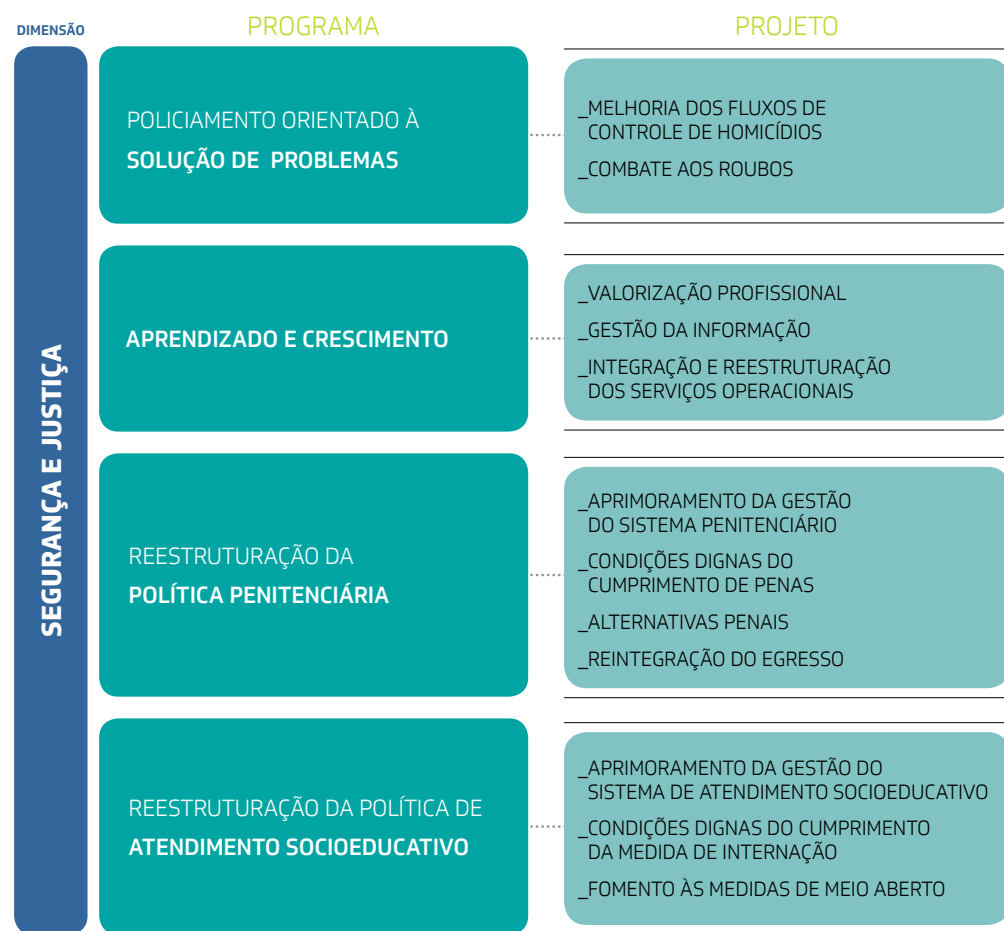 DIMENSÃO
PROGRAMA
PROJETO
SEGURANÇA E JUSTIÇA
POLICIAMENTO ORIENTADO À
SOLUÇÃO DE PROBLEMAS
_MELHORIA DOS FLUXOS DE
CONTROLE DE HOMICÍDIOS
_COMBATE AOS ROUBOS
APRENDIZADO E CRESCIMENTO
_VALORIZAÇÃO PROFISSIONAL
_GESTÃO DA INFORMAÇÃO
_INTEGRAÇÃO E REESTRUTURAÇÃO
DOS SERVIÇOS OPERACIONAIS
REESTRUTURAÇÃO DA
POLÍTICA PENITENCIÁRIA
_APRIMORAMENTO DA GESTÃO
DO SISTEMA PENITENCIÁRIO
_CONDIÇÕES DIGNAS DO
CUMPRIMENTO DE PENAS
_ALTERNATIVAS PENAIS
_REINTEGRAÇÃO DO EGRESSO
REESTRUTURAÇÃO DA POLÍTICA DE
ATENDIMENTO SOCIOEDUCATIVO
_APRIMORAMENTO DA GESTÃO DO
SISTEMA DE ATENDIMENTO SOCIOEDUCATIVO
_CONDIÇÕES DIGNAS DO CUMPRIMENTO
DA MEDIDA DE INTERNAÇÃO
_FOMENTO ÀS MEDIDAS DE MEIO ABERTO